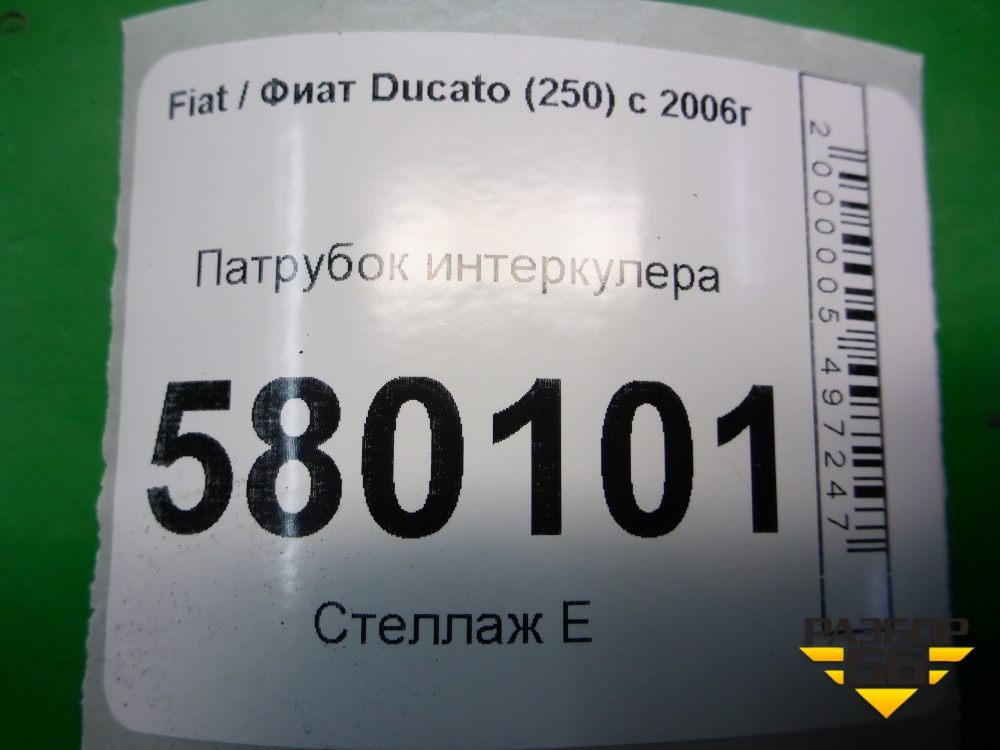 Fiat / Фиат Ducato (250) с 2006г
Патрубок интеркулера
580101
Стеллаж Е
2000005497247
РАЗБОР
66